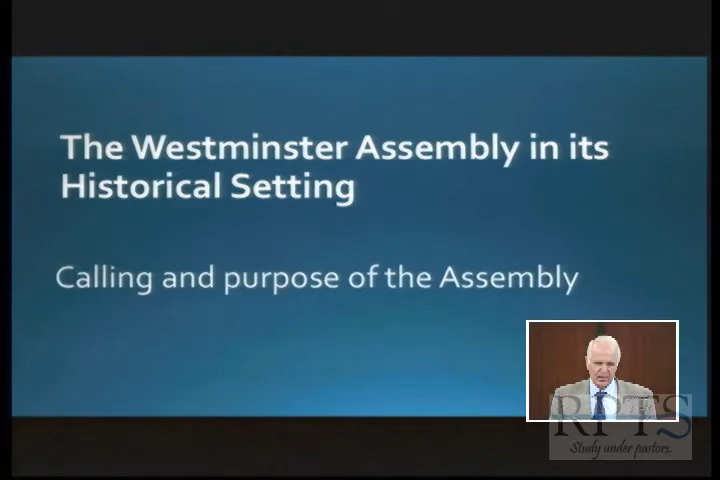 The Westminster Assembly in its
Historical Setting
Calling and purpose of the Assembly
RPTS
Study under pastors.